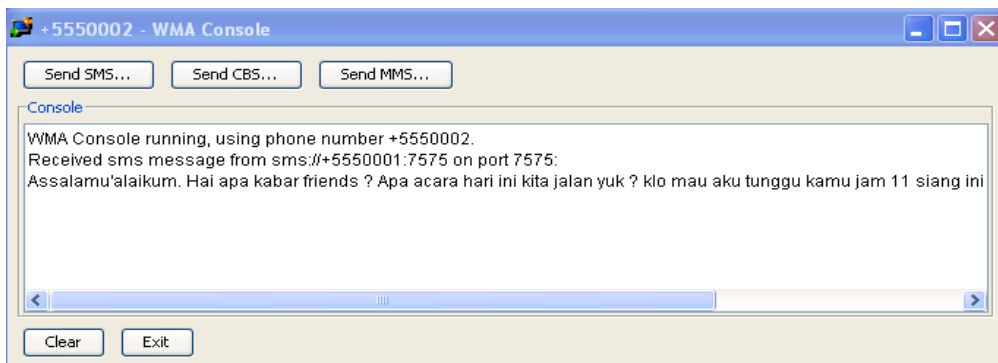 +5550002 - WMA Console
Send SMS... Send CBS... Send MMS...
Console
WMA Console running, using phone number +5550002.
Received sms message from sms://+5550001:7575 on port 7575:
Assalamu'alaikum. Hai apa kabar friends ? Apa acara hari ini kita jalan yuk ? klo mau aku tunggu kamu jam 11 siang ini
Clear Exit